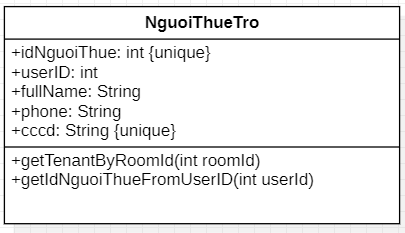 NguoiThueTro
+idNguoiThue: int {unique}
+userID: int
+fullName: String
+phone: String
+cccd: String {unique}
+getTenantByRoomId(int roomId)
+getIdNguoiThueFromUserID(int userId)